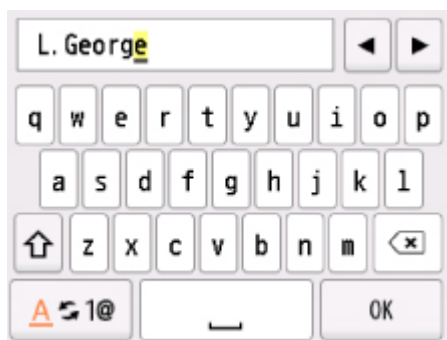 L. George
◀ ▶
q w e r t y u i o p
a s d f g h j k l
z x c v b n m
A 1@ OK